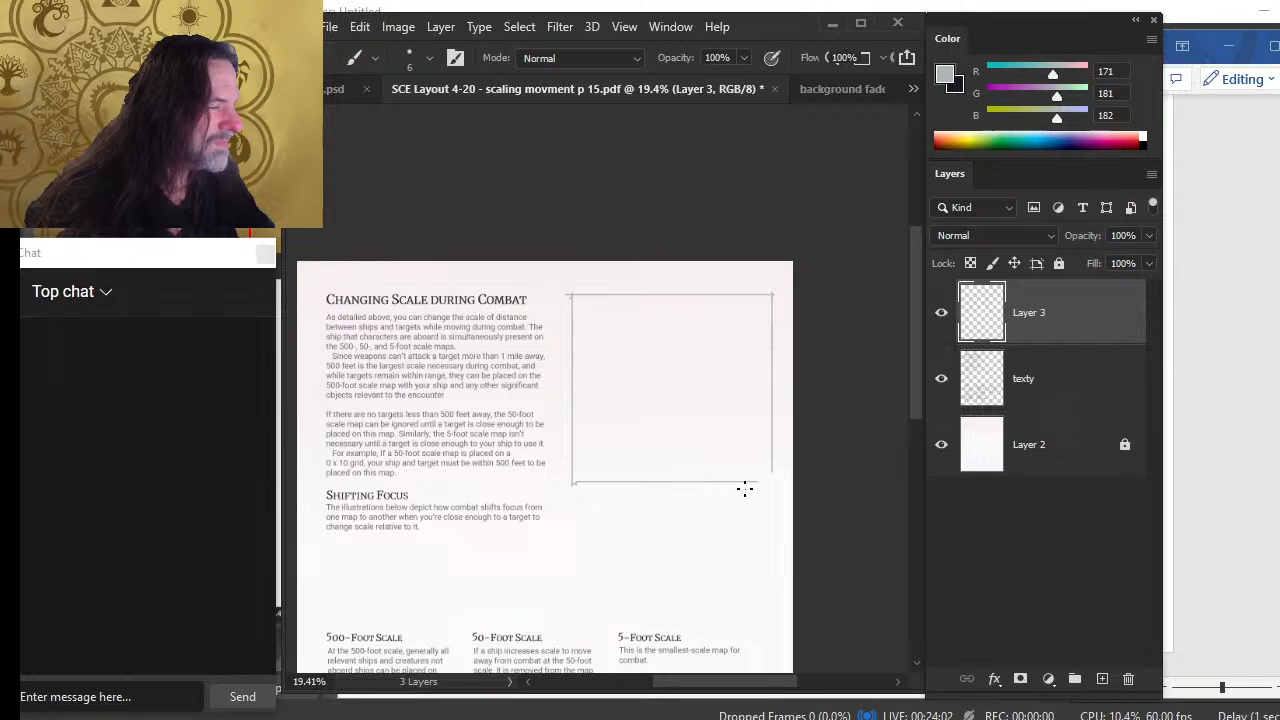 File Edit Image Layer Type Select Filter 3D View Window Help
6 Mode: Normal Opacity: 100% Flow 100%
.psd SCE Layout 4-20 - scaling movment p 15.pdf @ 19.4% (Layer 3, RGB/8) * background fade
Color
R 171
G 181
B 182
Editing
Layers
Kind
Normal Opacity: 100%
Lock: Fill: 100%
Layer 3
texty
Layer 2
Chat
Top chat
Enter message here...
Send
Changing Scale during Combat
As detailed above, you can change the scale of distance
between ships and targets while moving during combat. The
ship that characters are aboard is simultaneously present on
the 500-, 50-, and 5-foot scale maps.
Since weapons can't attack a target more than 1 mile away,
500 feet is the largest scale necessary during combat, and
while targets remain within range, they can be placed on the
500-foot scale map with your ship and any other significant
objects relevant to the encounter
If there are no targets less than 500 feet away, the 50-foot
scale map can be ignored until a target is close enough to be
placed on this map. Similarly, the 5-foot scale map isn't
necessary until a target is close enough to your ship to use it
For example, If a 50-foot scale map is placed on a
0 x 10 grid, your ship and target must be within 500 feet to be
placed on this map.
Shifting Focus
The illustrations below depict how combat shifts focus from
one map to another when you're close enough to a target to
change scale relative to it.
500-Foot Scale
At the 500-foot scale, generally all
relevant ships and creatures not
aboard ships can be placed on
50-Foot Scale
If a ship increases scale to move
away from combat at the 50-foot
scale, it is removed from the map
5-Foot Scale
This is the smallest-scale map for
combat.
19.41% 3 Layers
Dropped Frames 0 (0.0%) LIVE: 00:24:02 REC: 00:00:00 CPU: 10.4%, 60.00 fps Delay (1 sec